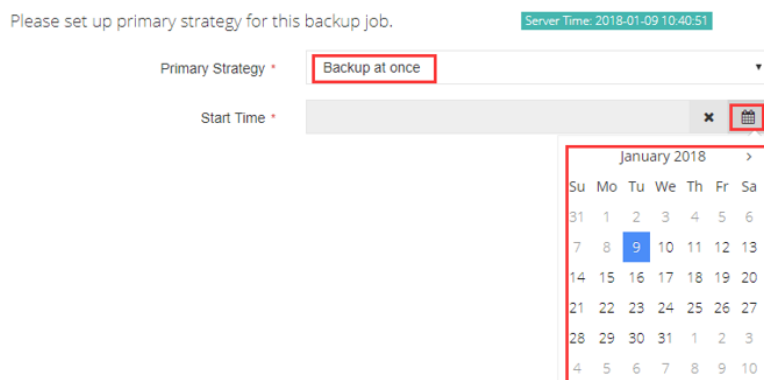 Please set up primary strategy for this backup job. Server Time: 2018-01-09 10:40:51
Primary Strategy * Backup at once
Start Time *
January 2018 >
Su Mo Tu We Th Fr Sa
31 1 2 3 4 5 6
7 8 9 10 11 12 13
14 15 16 17 18 19 20
21 22 23 24 25 26 27
28 29 30 31 1 2 3
4 5 6 7 8 9 10